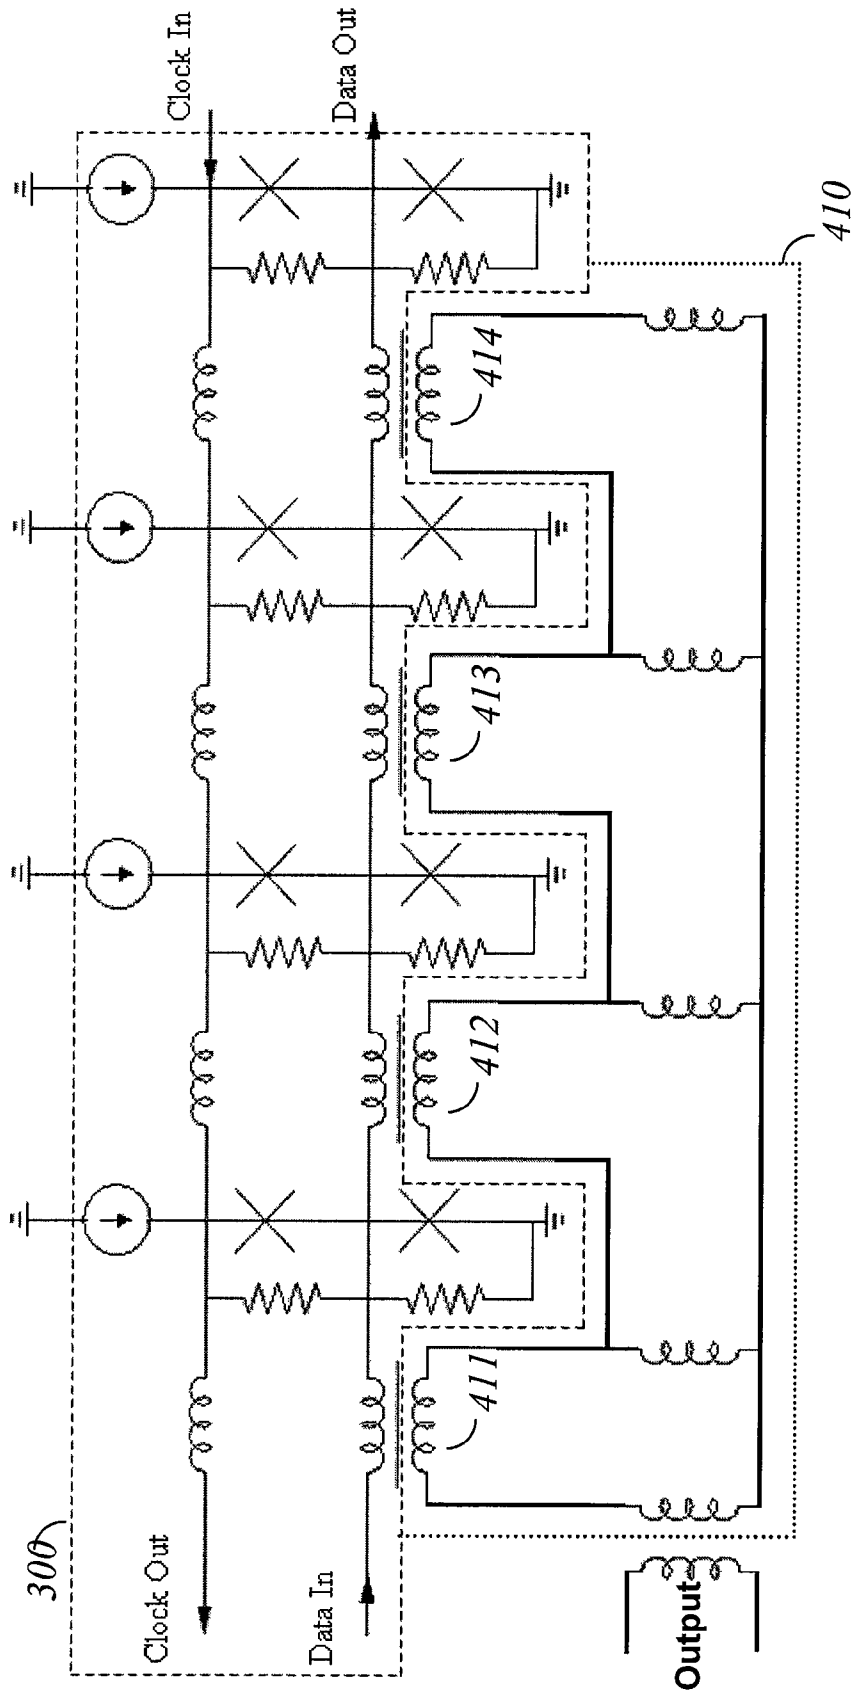 Clock In
Data Out
410
414
413
412
411
300
Clock Out
Data In
Output